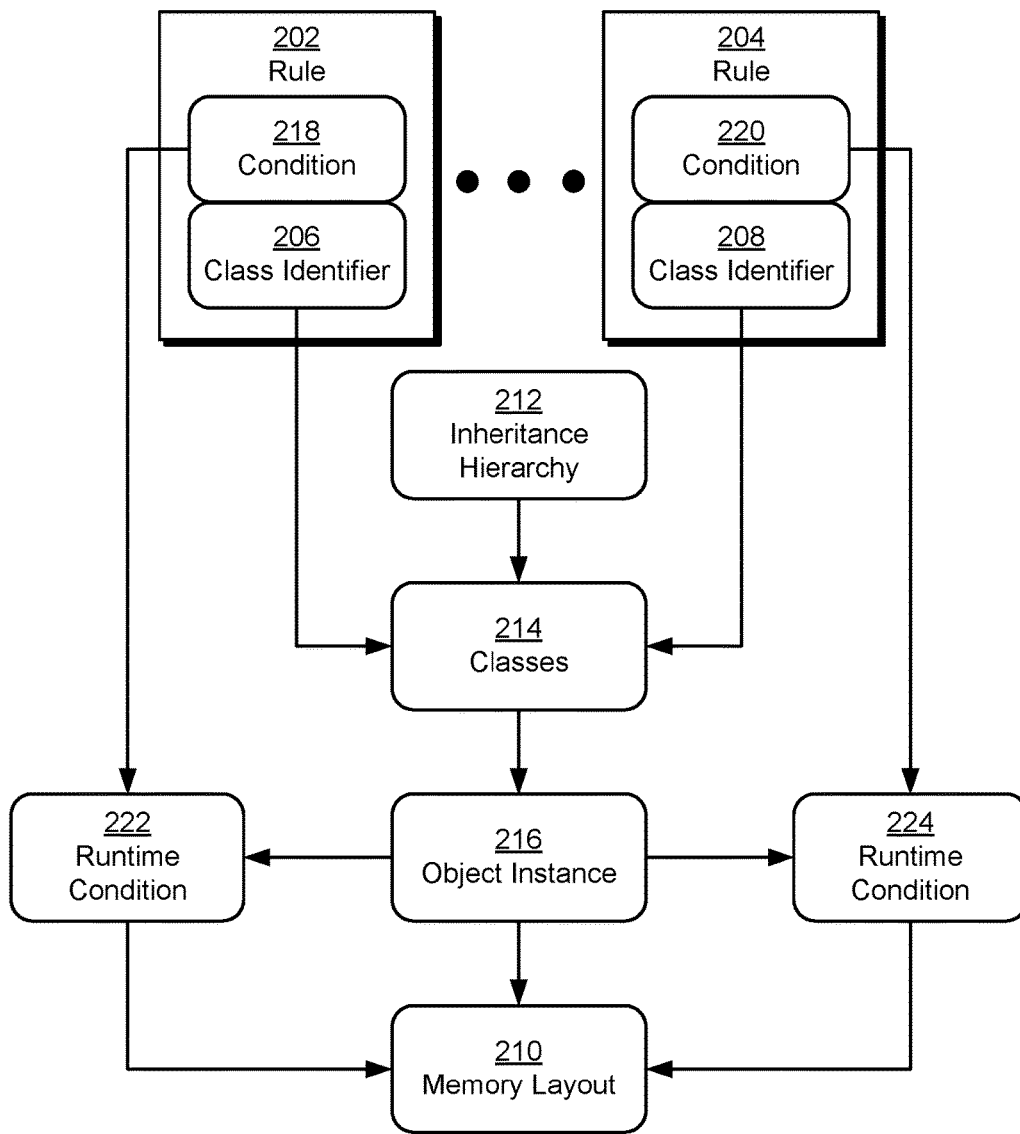 202
Rule
218
Condition
206
Class Identifier
204
Rule
220
Condition
208
Class Identifier
212
Inheritance
Hierarchy
214
Classes
222
Runtime
Condition
216
Object Instance
224
Runtime
Condition
210
Memory Layout